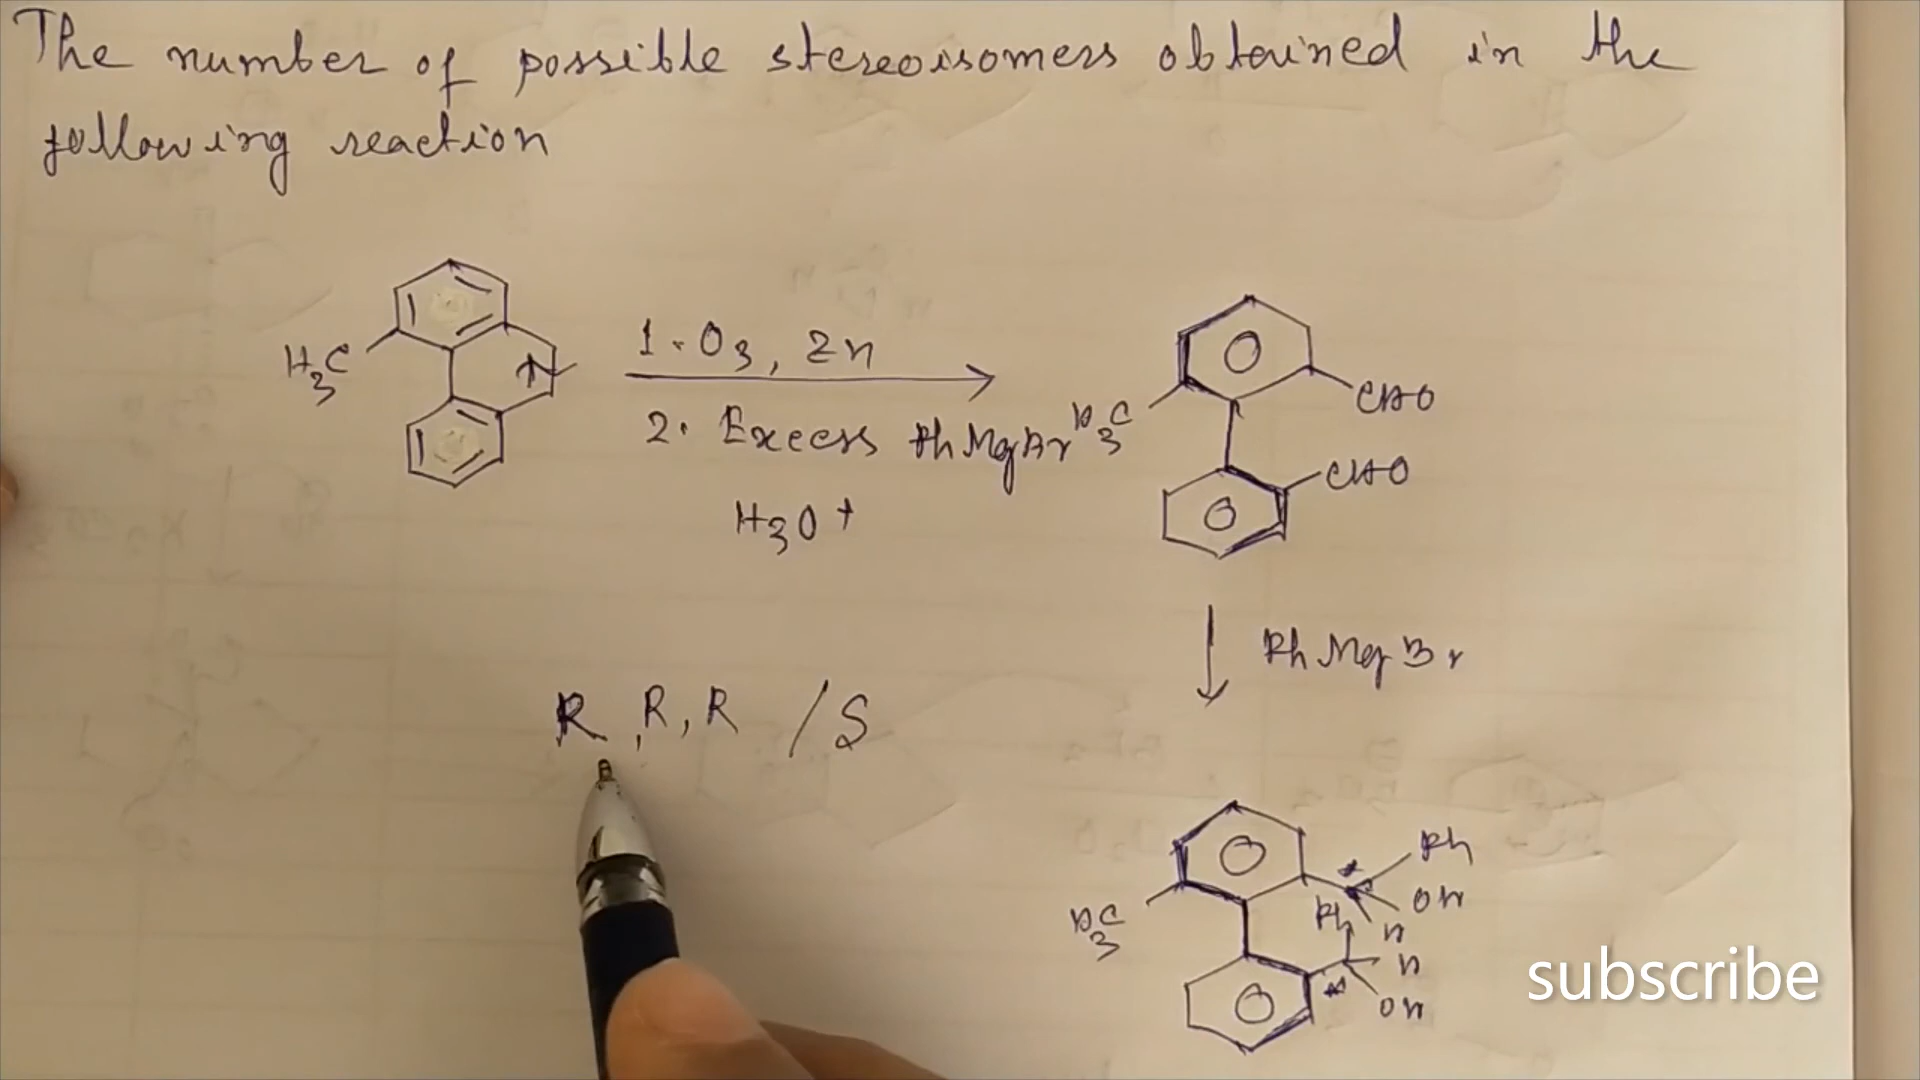 The number of possible stereoisomers obtained in the
following reaction
H3C
1. O3, Zn
2. Excess PhMgBr
H3O+
H3C
CHO
CHO
PhMgBr
R, R, R / S
H3C
*
Ph
OH
H
Ph
H
*
OH
subscribe